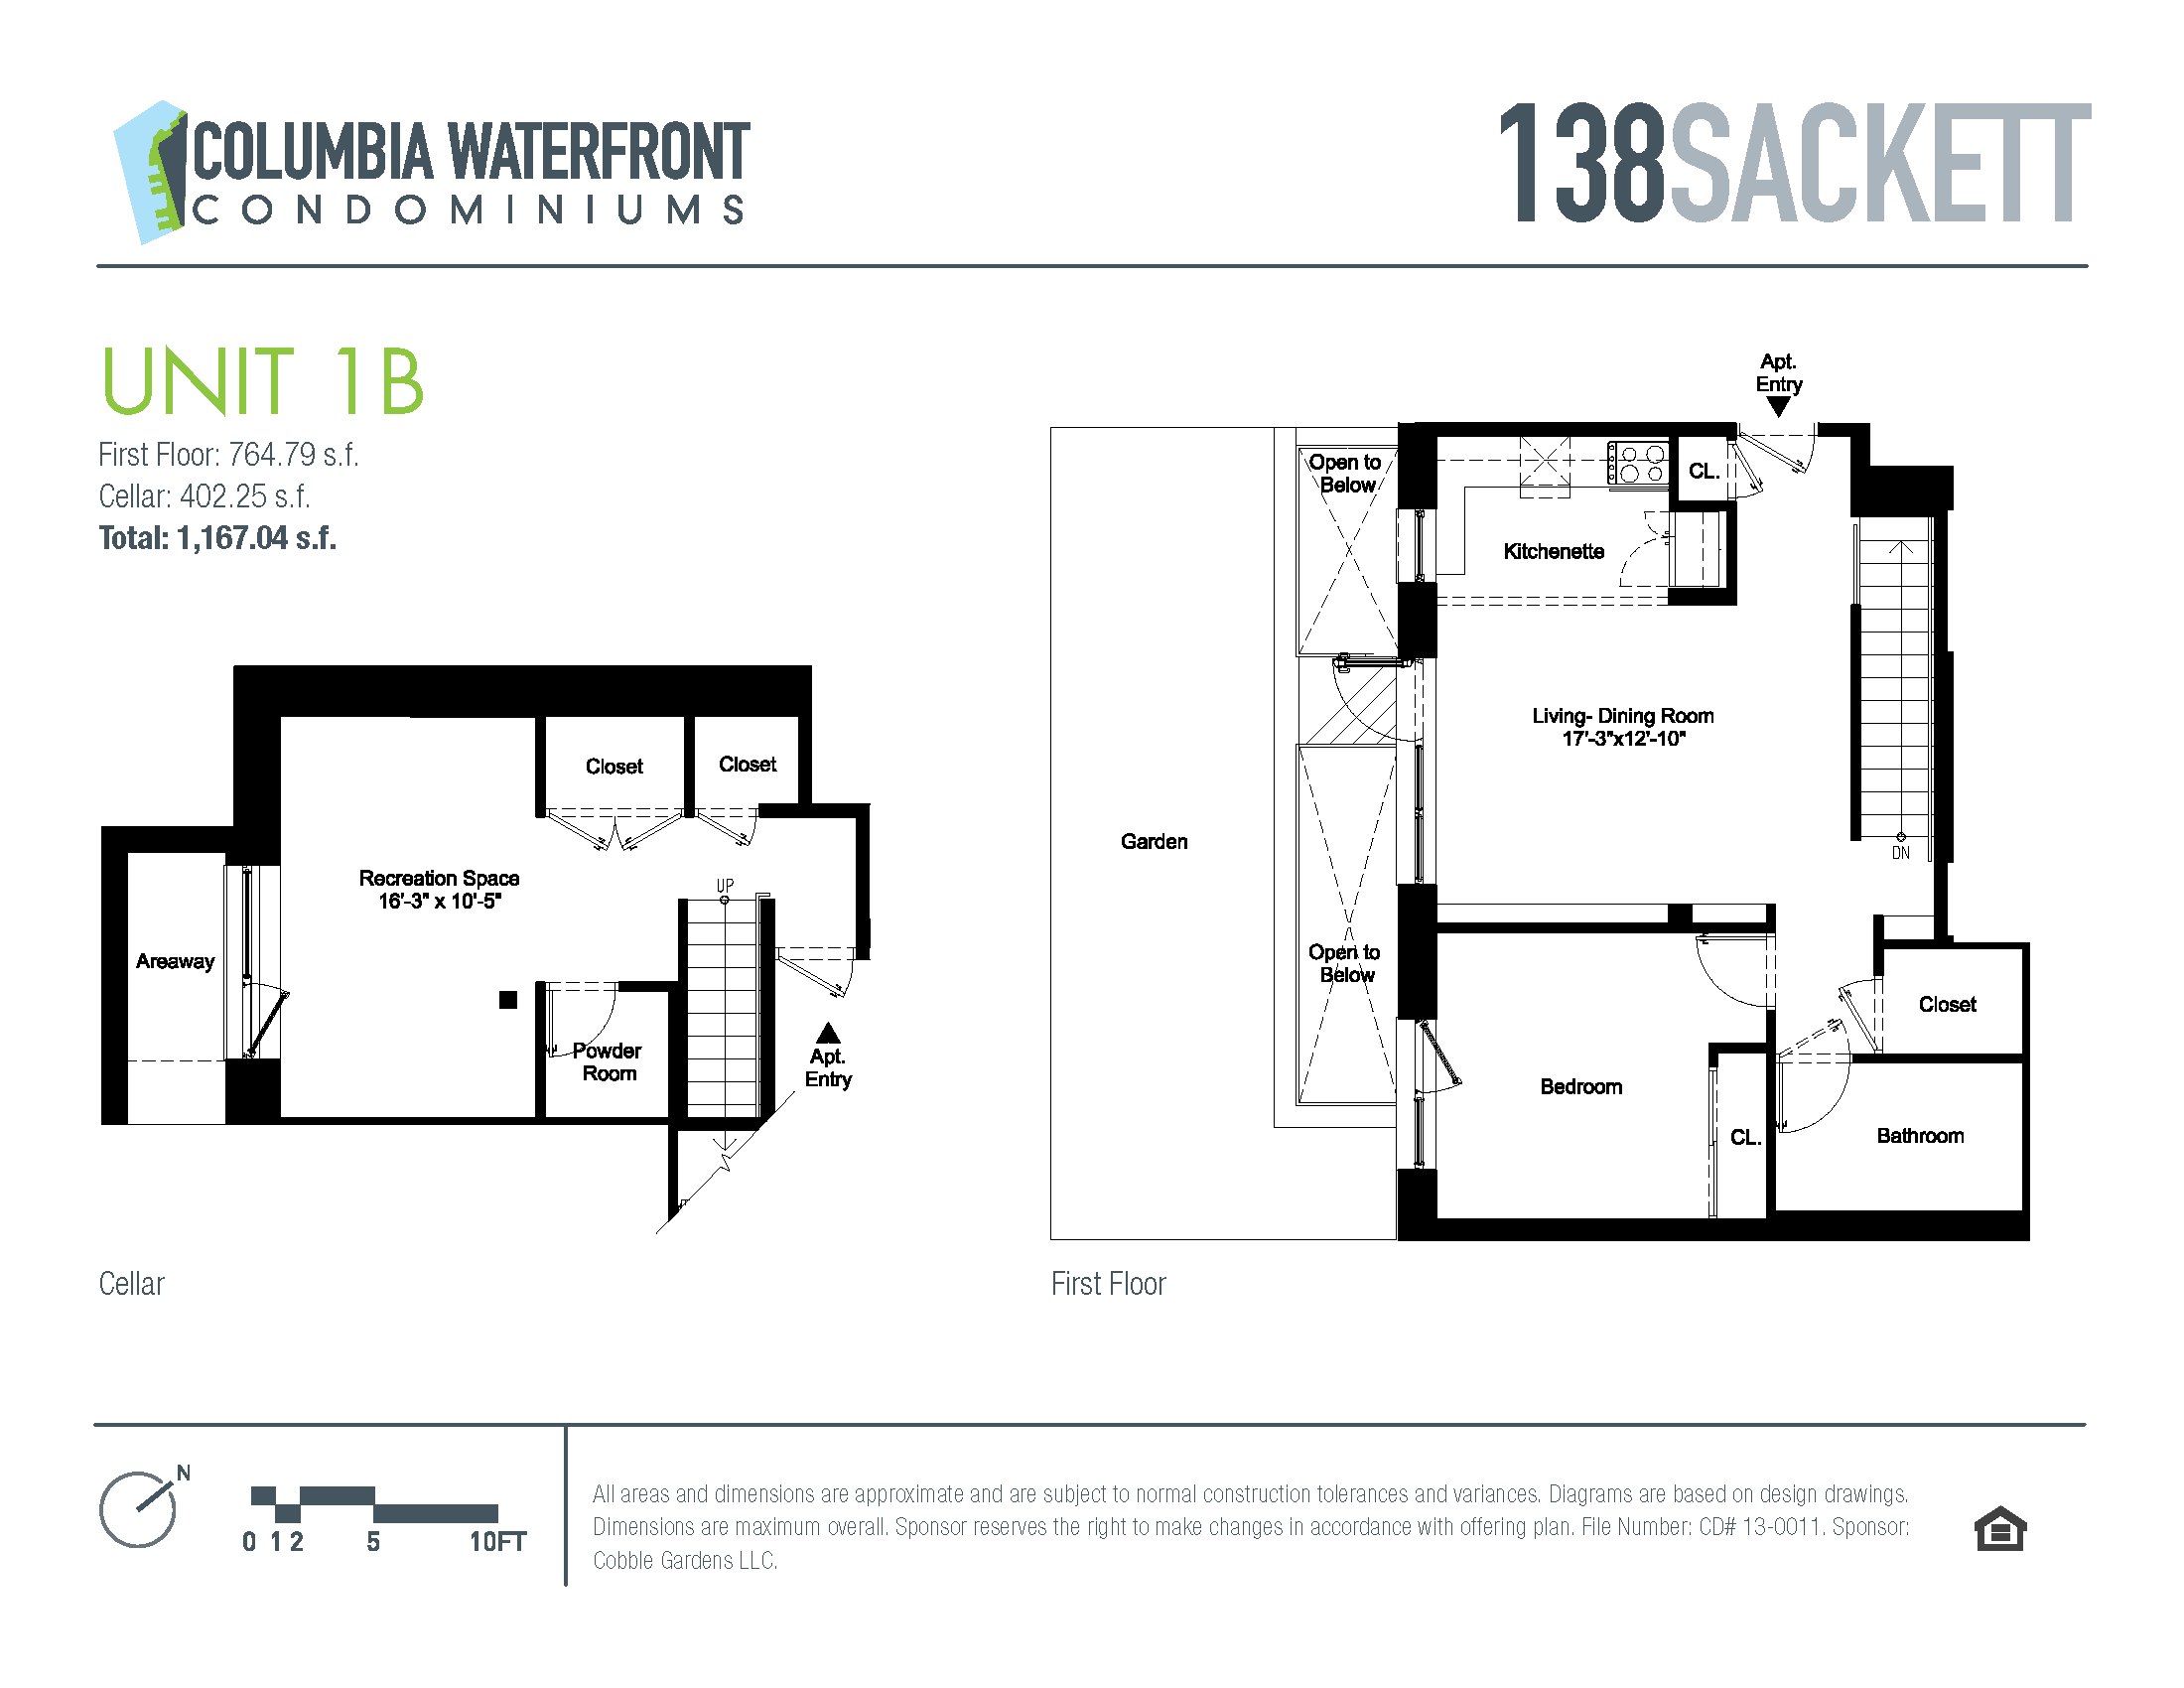 COLUMBIA WATERFRONT
CONDOMINIUMS
138SACKETT
UNIT 1B
First Floor: 764.79 s.f.
Cellar: 402.25 s.f.
Total: 1,167.04 s.f.
Closet
Closet
Recreation Space
16'-3" x 10'-5"
UP
Areaway
Powder
Room
Apt.
Entry
Cellar
Apt.
Entry
Open to
Below
CL.
Kitchenette
Living- Dining Room
17'-3"x12'-10"
Garden
DN
Open to
Below
Closet
Bedroom
CL.
Bathroom
First Floor
N
0 1 2 5 10FT
All areas and dimensions are approximate and are subject to normal construction tolerances and variances. Diagrams are based on design drawings.
Dimensions are maximum overall. Sponsor reserves the right to make changes in accordance with offering plan. File Number: CD# 13-0011. Sponsor:
Cobble Gardens LLC.